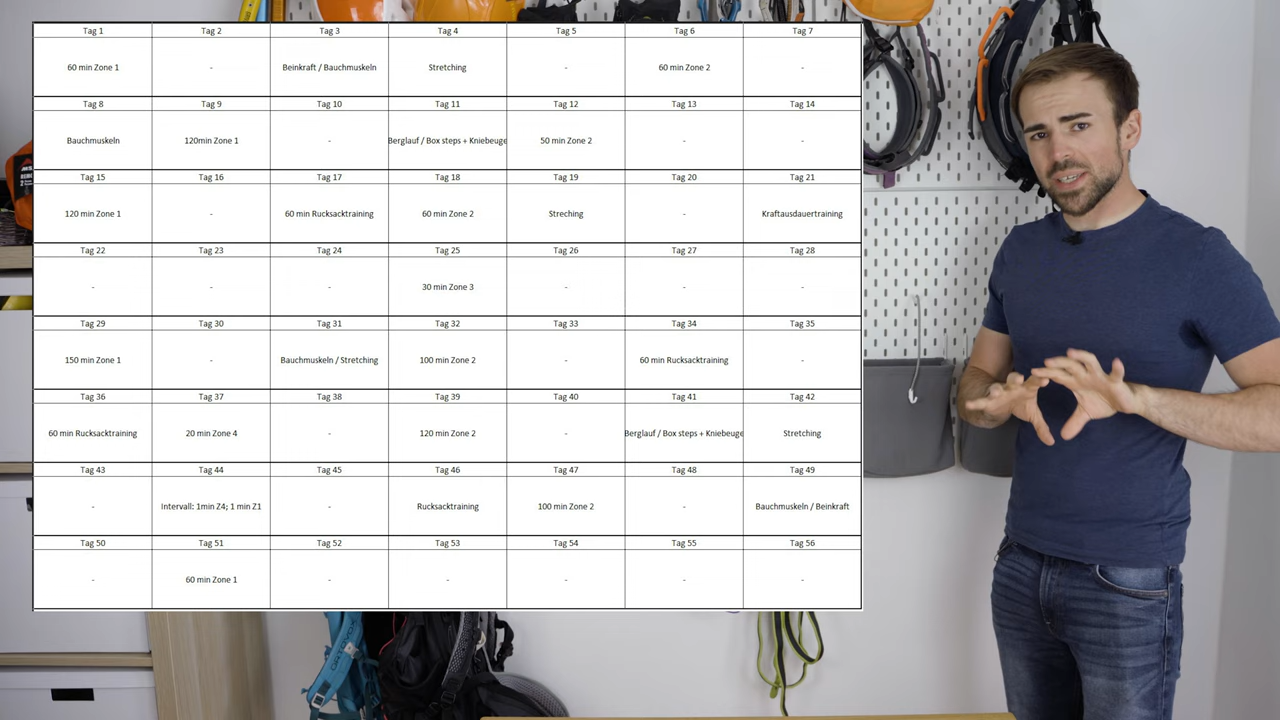 Tag 1 Tag 2 Tag 3 Tag 4 Tag 5 Tag 6 Tag 7
60 min Zone 1 - Beinkraft / Bauchmuskeln Stretching - 60 min Zone 2 -
Tag 8 Tag 9 Tag 10 Tag 11 Tag 12 Tag 13 Tag 14
Bauchmuskeln 120min Zone 1 - Berglauf / Box steps + Kniebeuge 50 min Zone 2 - -
Tag 15 Tag 16 Tag 17 Tag 18 Tag 19 Tag 20 Tag 21
120 min Zone 1 - 60 min Rucksacktraining 60 min Zone 2 Streching - Kraftausdauertraining
Tag 22 Tag 23 Tag 24 Tag 25 Tag 26 Tag 27 Tag 28
- - - 30 min Zone 3 - - -
Tag 29 Tag 30 Tag 31 Tag 32 Tag 33 Tag 34 Tag 35
150 min Zone 1 - Bauchmuskeln / Stretching 100 min Zone 2 - 60 min Rucksacktraining -
Tag 36 Tag 37 Tag 38 Tag 39 Tag 40 Tag 41 Tag 42
60 min Rucksacktraining 20 min Zone 4 - 120 min Zone 2 - Berglauf / Box steps + Kniebeuge Stretching
Tag 43 Tag 44 Tag 45 Tag 46 Tag 47 Tag 48 Tag 49
- Intervall: 1min Z4; 1 min Z1 - Rucksacktraining 100 min Zone 2 - Bauchmuskeln / Beinkraft
Tag 50 Tag 51 Tag 52 Tag 53 Tag 54 Tag 55 Tag 56
- 60 min Zone 1 - - - - -